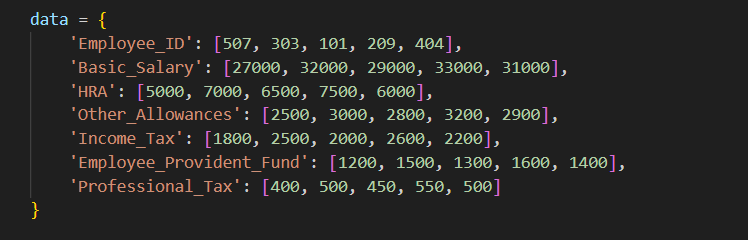 data = {
    'Employee_ID': [507, 303, 101, 209, 404],
    'Basic_Salary': [27000, 32000, 29000, 33000, 31000],
    'HRA': [5000, 7000, 6500, 7500, 6000],
    'Other_Allowances': [2500, 3000, 2800, 3200, 2900],
    'Income_Tax': [1800, 2500, 2000, 2600, 2200],
    'Employee_Provident_Fund': [1200, 1500, 1300, 1600, 1400],
    'Professional_Tax': [400, 500, 450, 550, 500]
}